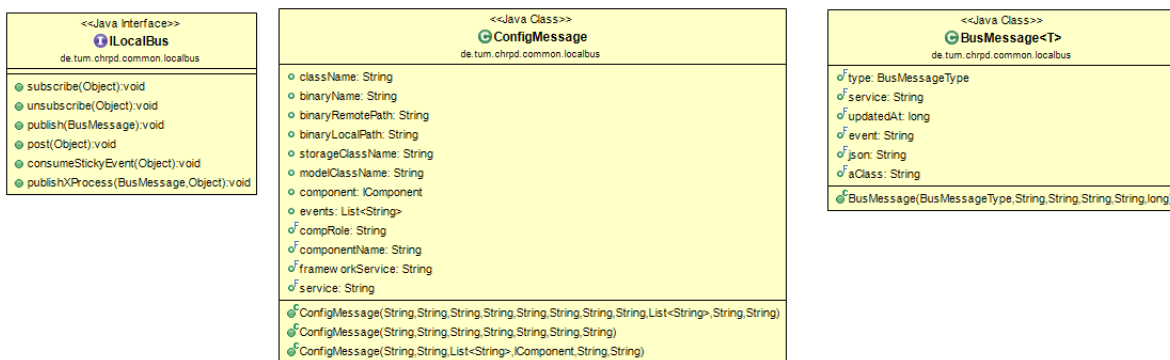 <<Java Interface>>
ILocalBus
de.tum.chrpd.common.localbus
subscribe(Object):void
unsubscribe(Object):void
publish(BusMessage):void
post(Object):void
consumeStickyEvent(Object):void
publishXProcess(BusMessage,Object):void
<<Java Class>>
ConfigMessage
de.tum.chrpd.common.localbus
className: String
binaryName: String
binaryRemotePath: String
binaryLocalPath: String
storageClassName: String
modelClassName: String
component: IComponent
events: List<String>
F compRole: String
F componentName: String
F framew orkService: String
F service: String
C ConfigMessage(String,String,String,String,String,String,String,String,List<String>,String,String)
C ConfigMessage(String,String,String,String,String,String,String)
C ConfigMessage(String,String,List<String>,IComponent,String,String)
<<Java Class>>
BusMessage<T>
de.tum.chrpd.common.localbus
F type: BusMessageType
F service: String
F updatedAt: long
F event: String
F json: String
F aClass: String
C BusMessage(BusMessageType,String,String,String,String,long)